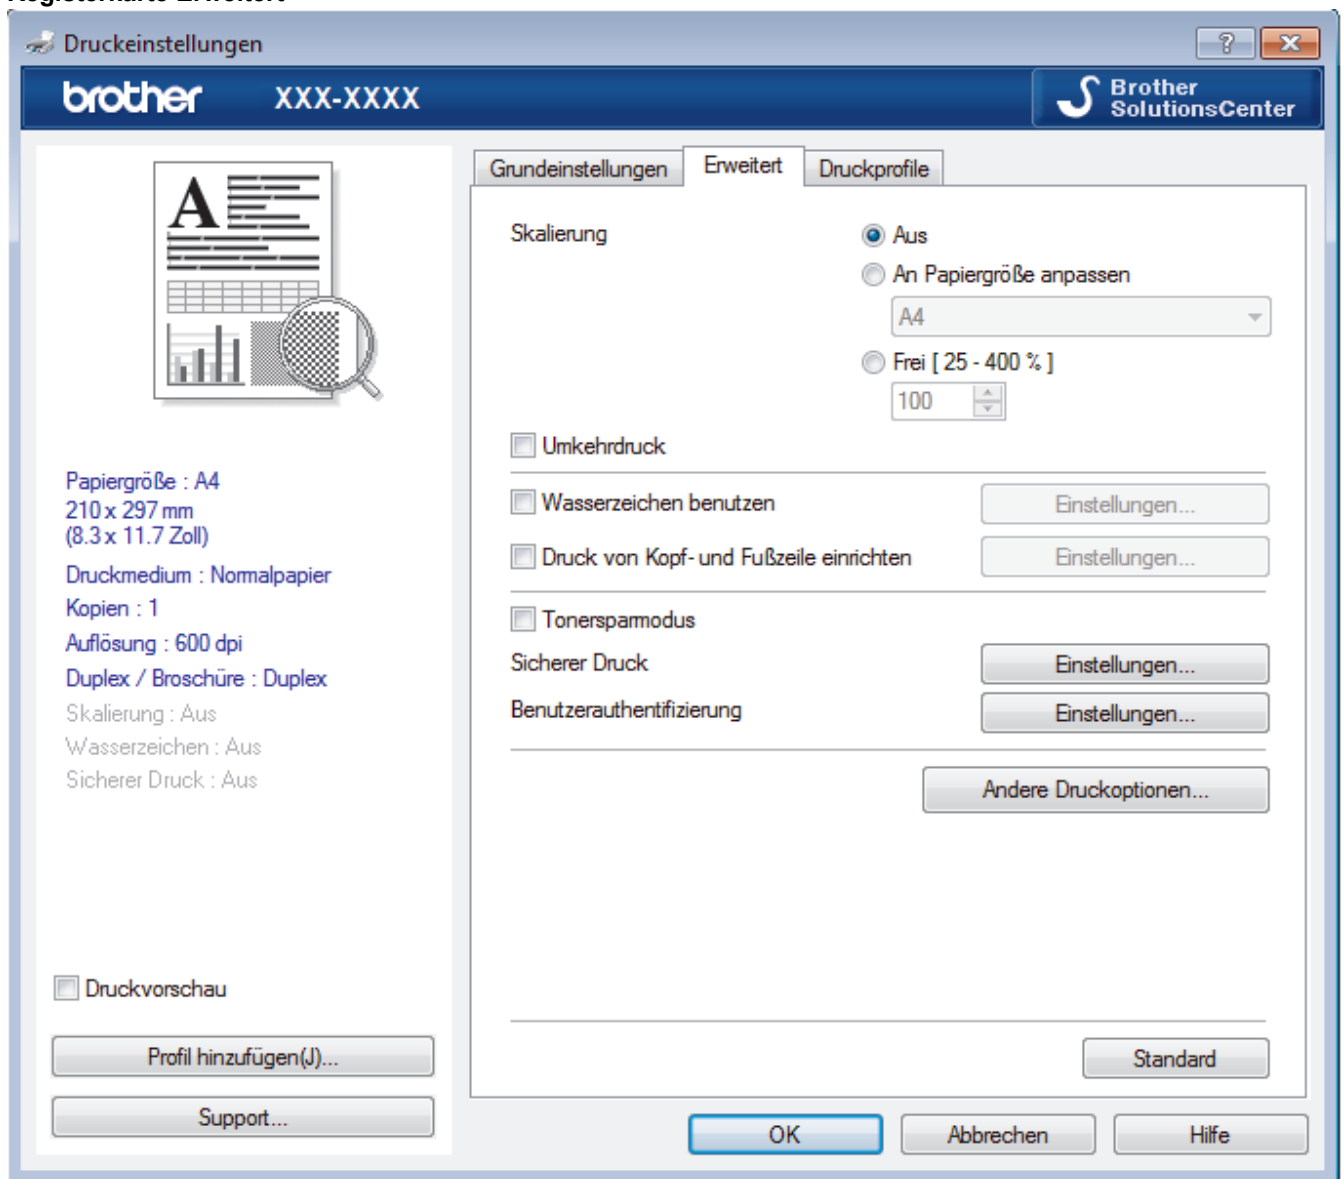 Registerkarte Erweitert
Druckeinstellungen
brother XXX-XXXX
Brother
SolutionsCenter
A
Papiergröße : A4
210 x 297 mm
(8.3 x 11.7 Zoll)
Druckmedium : Normalpapier
Kopien : 1
Auflösung : 600 dpi
Duplex / Broschüre : Duplex
Skalierung : Aus
Wasserzeichen : Aus
Sicherer Druck : Aus
Druckvorschau
Profil hinzufügen(J)...
Support...
Grundeinstellungen Erweitert Druckprofile
Skalierung Aus
An Papiergröße anpassen
A4
Frei [ 25 - 400 % ]
100
Umkehrdruck
Wasserzeichen benutzen Einstellungen...
Druck von Kopf- und Fußzeile einrichten Einstellungen...
Tonersparmodus
Sicherer Druck Einstellungen...
Benutzerauthentifizierung Einstellungen...
Andere Druckoptionen...
Standard
OK Abbrechen Hilfe